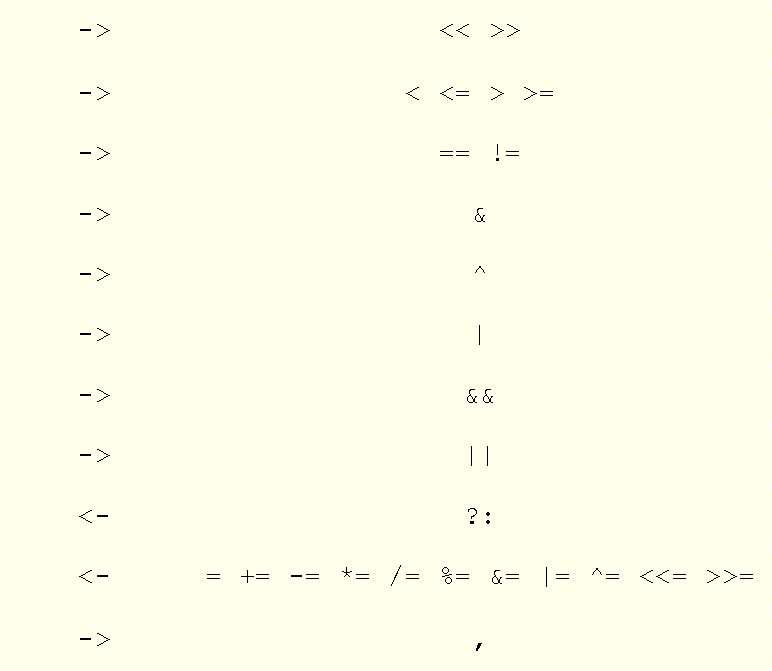 -> << >>
-> < <= > >=
-> == !=
-> &
-> ^
-> |
-> &&
-> ||
<- ?:
<- = += -= *= /= %= &= |= ^= <<= >>=
-> ,